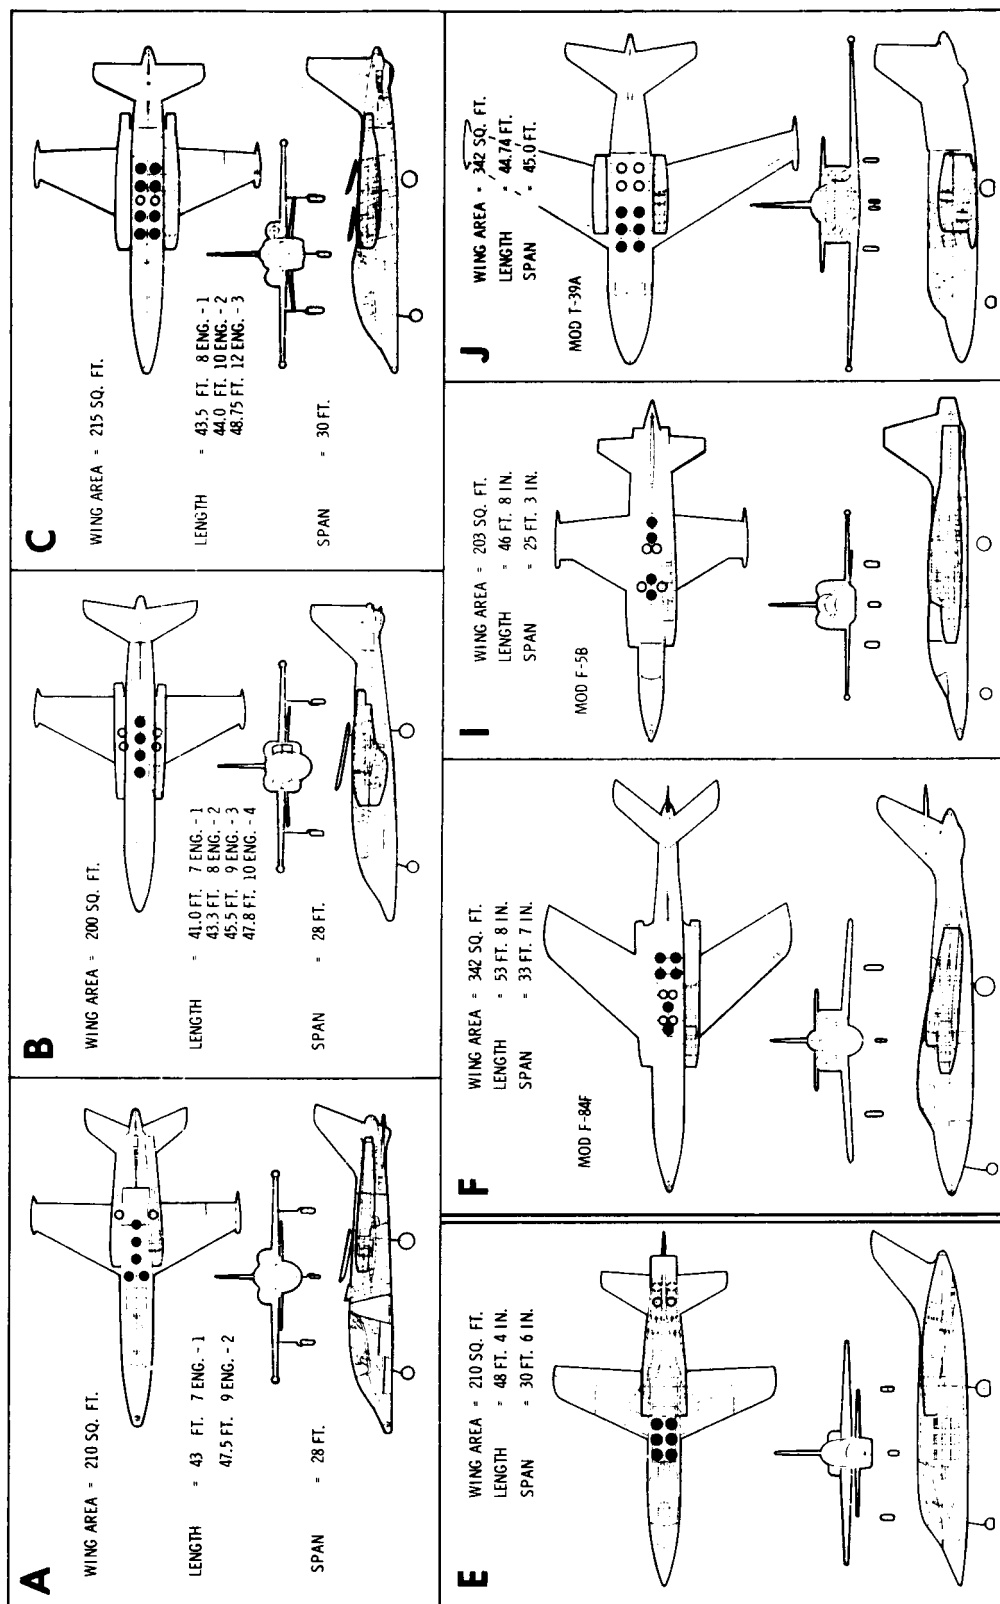 A
WING AREA = 210 SQ. FT.
LENGTH = 43 FT. 7 ENG. - 1
47.5 FT. 9 ENG. - 2
SPAN = 28 FT.
B
WING AREA = 200 SQ. FT.
LENGTH = 41.0 FT. 7 ENG. - 1
43.3 FT. 8 ENG. - 2
45.5 FT. 9 ENG. - 3
47.8 FT. 10 ENG. - 4
SPAN = 28 FT.
C
WING AREA = 215 SQ. FT.
LENGTH = 43.5 FT. 8 ENG. - 1
44.0 FT. 10 ENG. - 2
48.75 FT. 12 ENG. - 3
SPAN = 30 FT.
E
WING AREA = 210 SQ. FT.
LENGTH = 48 FT. 4 IN.
SPAN = 30 FT. 6 IN.
F
WING AREA = 342 SQ. FT.
LENGTH = 53 FT. 8 IN.
SPAN = 33 FT. 7 IN.
MOD F-84F
I
WING AREA = 203 SQ. FT.
LENGTH = 46 FT. 8 IN.
SPAN = 25 FT. 3 IN.
MOD F-5B
J
WING AREA = 342 SQ. FT.
LENGTH = 44.74 FT.
SPAN = 45.0 FT.
MOD T-39A